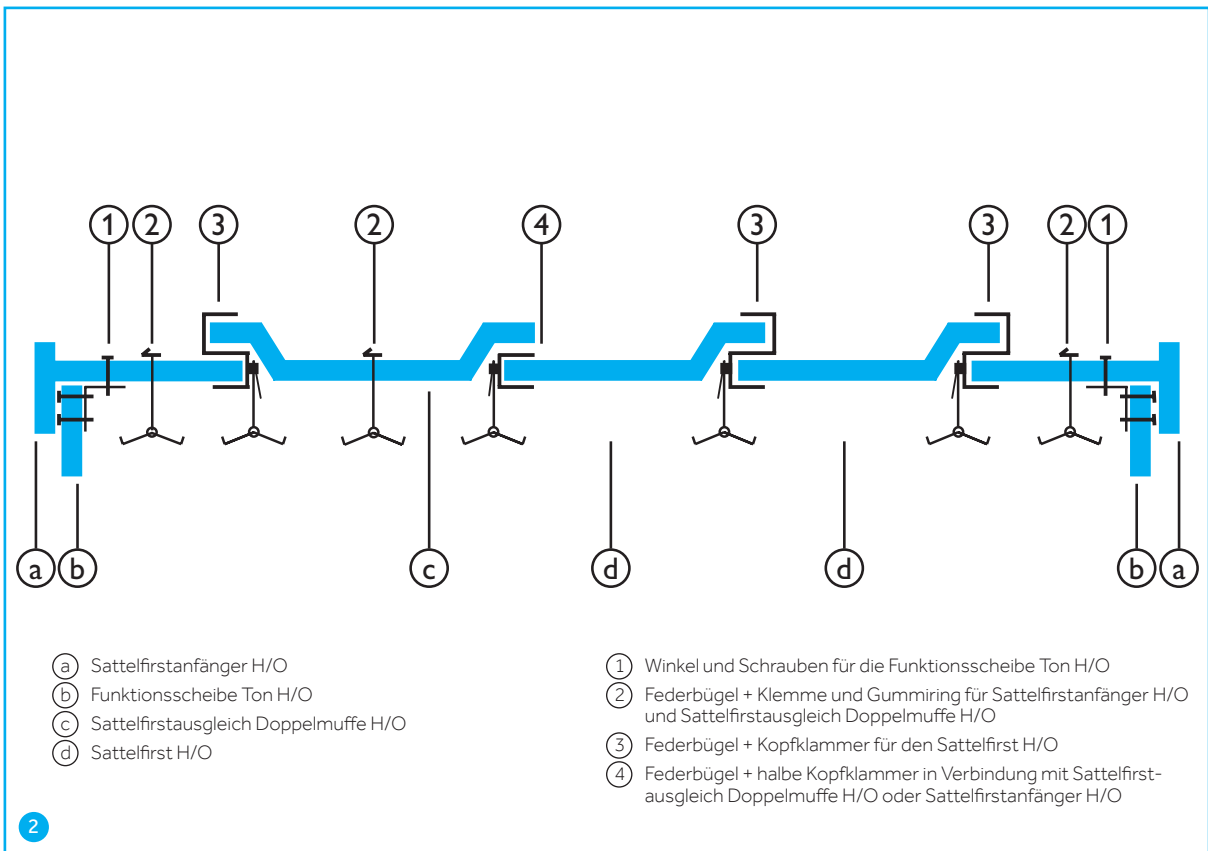 1 2 3 2 4 3 3 2 1
a b c d d b a
a Sattelfirstanfänger H/O
b Funktionsscheibe Ton H/O
c Sattelfirstausgleich Doppelmuffe H/O
d Sattelfirst H/O
1 Winkel und Schrauben für die Funktionsscheibe Ton H/O
2 Federbügel + Klemme und Gummiring für Sattelfirstanfänger H/O
und Sattelfirstausgleich Doppelmuffe H/O
3 Federbügel + Kopfklammer für den Sattelfirst H/O
4 Federbügel + halbe Kopfklammer in Verbindung mit Sattelfirst-
ausgleich Doppelmuffe H/O oder Sattelfirstanfänger H/O
2